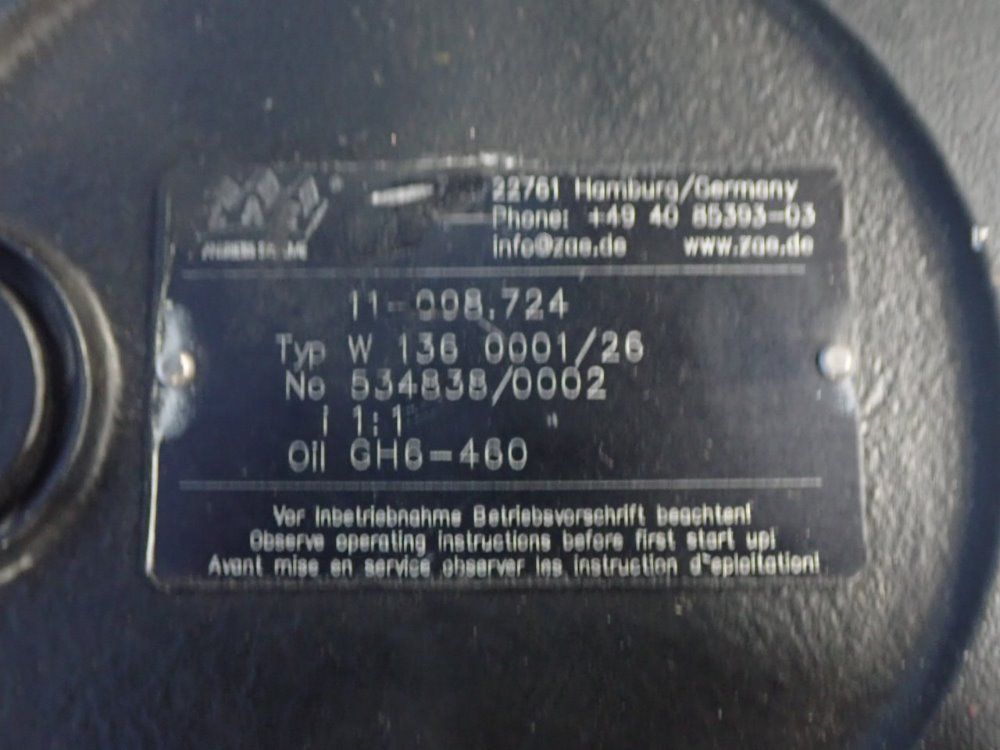 ZAE
22761 Hamburg/Germany
Phone: +49 40 85393-03
info@zae.de www.zae.de
11-008.724
Typ W 136 0001/26
No 534838/0002
i 1:1
Oil GH6-460
Vor Inbetriebnahme Betriebsvorschrift beachten!
Observe operating instructions before first start up!
Avant mise en service observer les instruction d'eploitation!